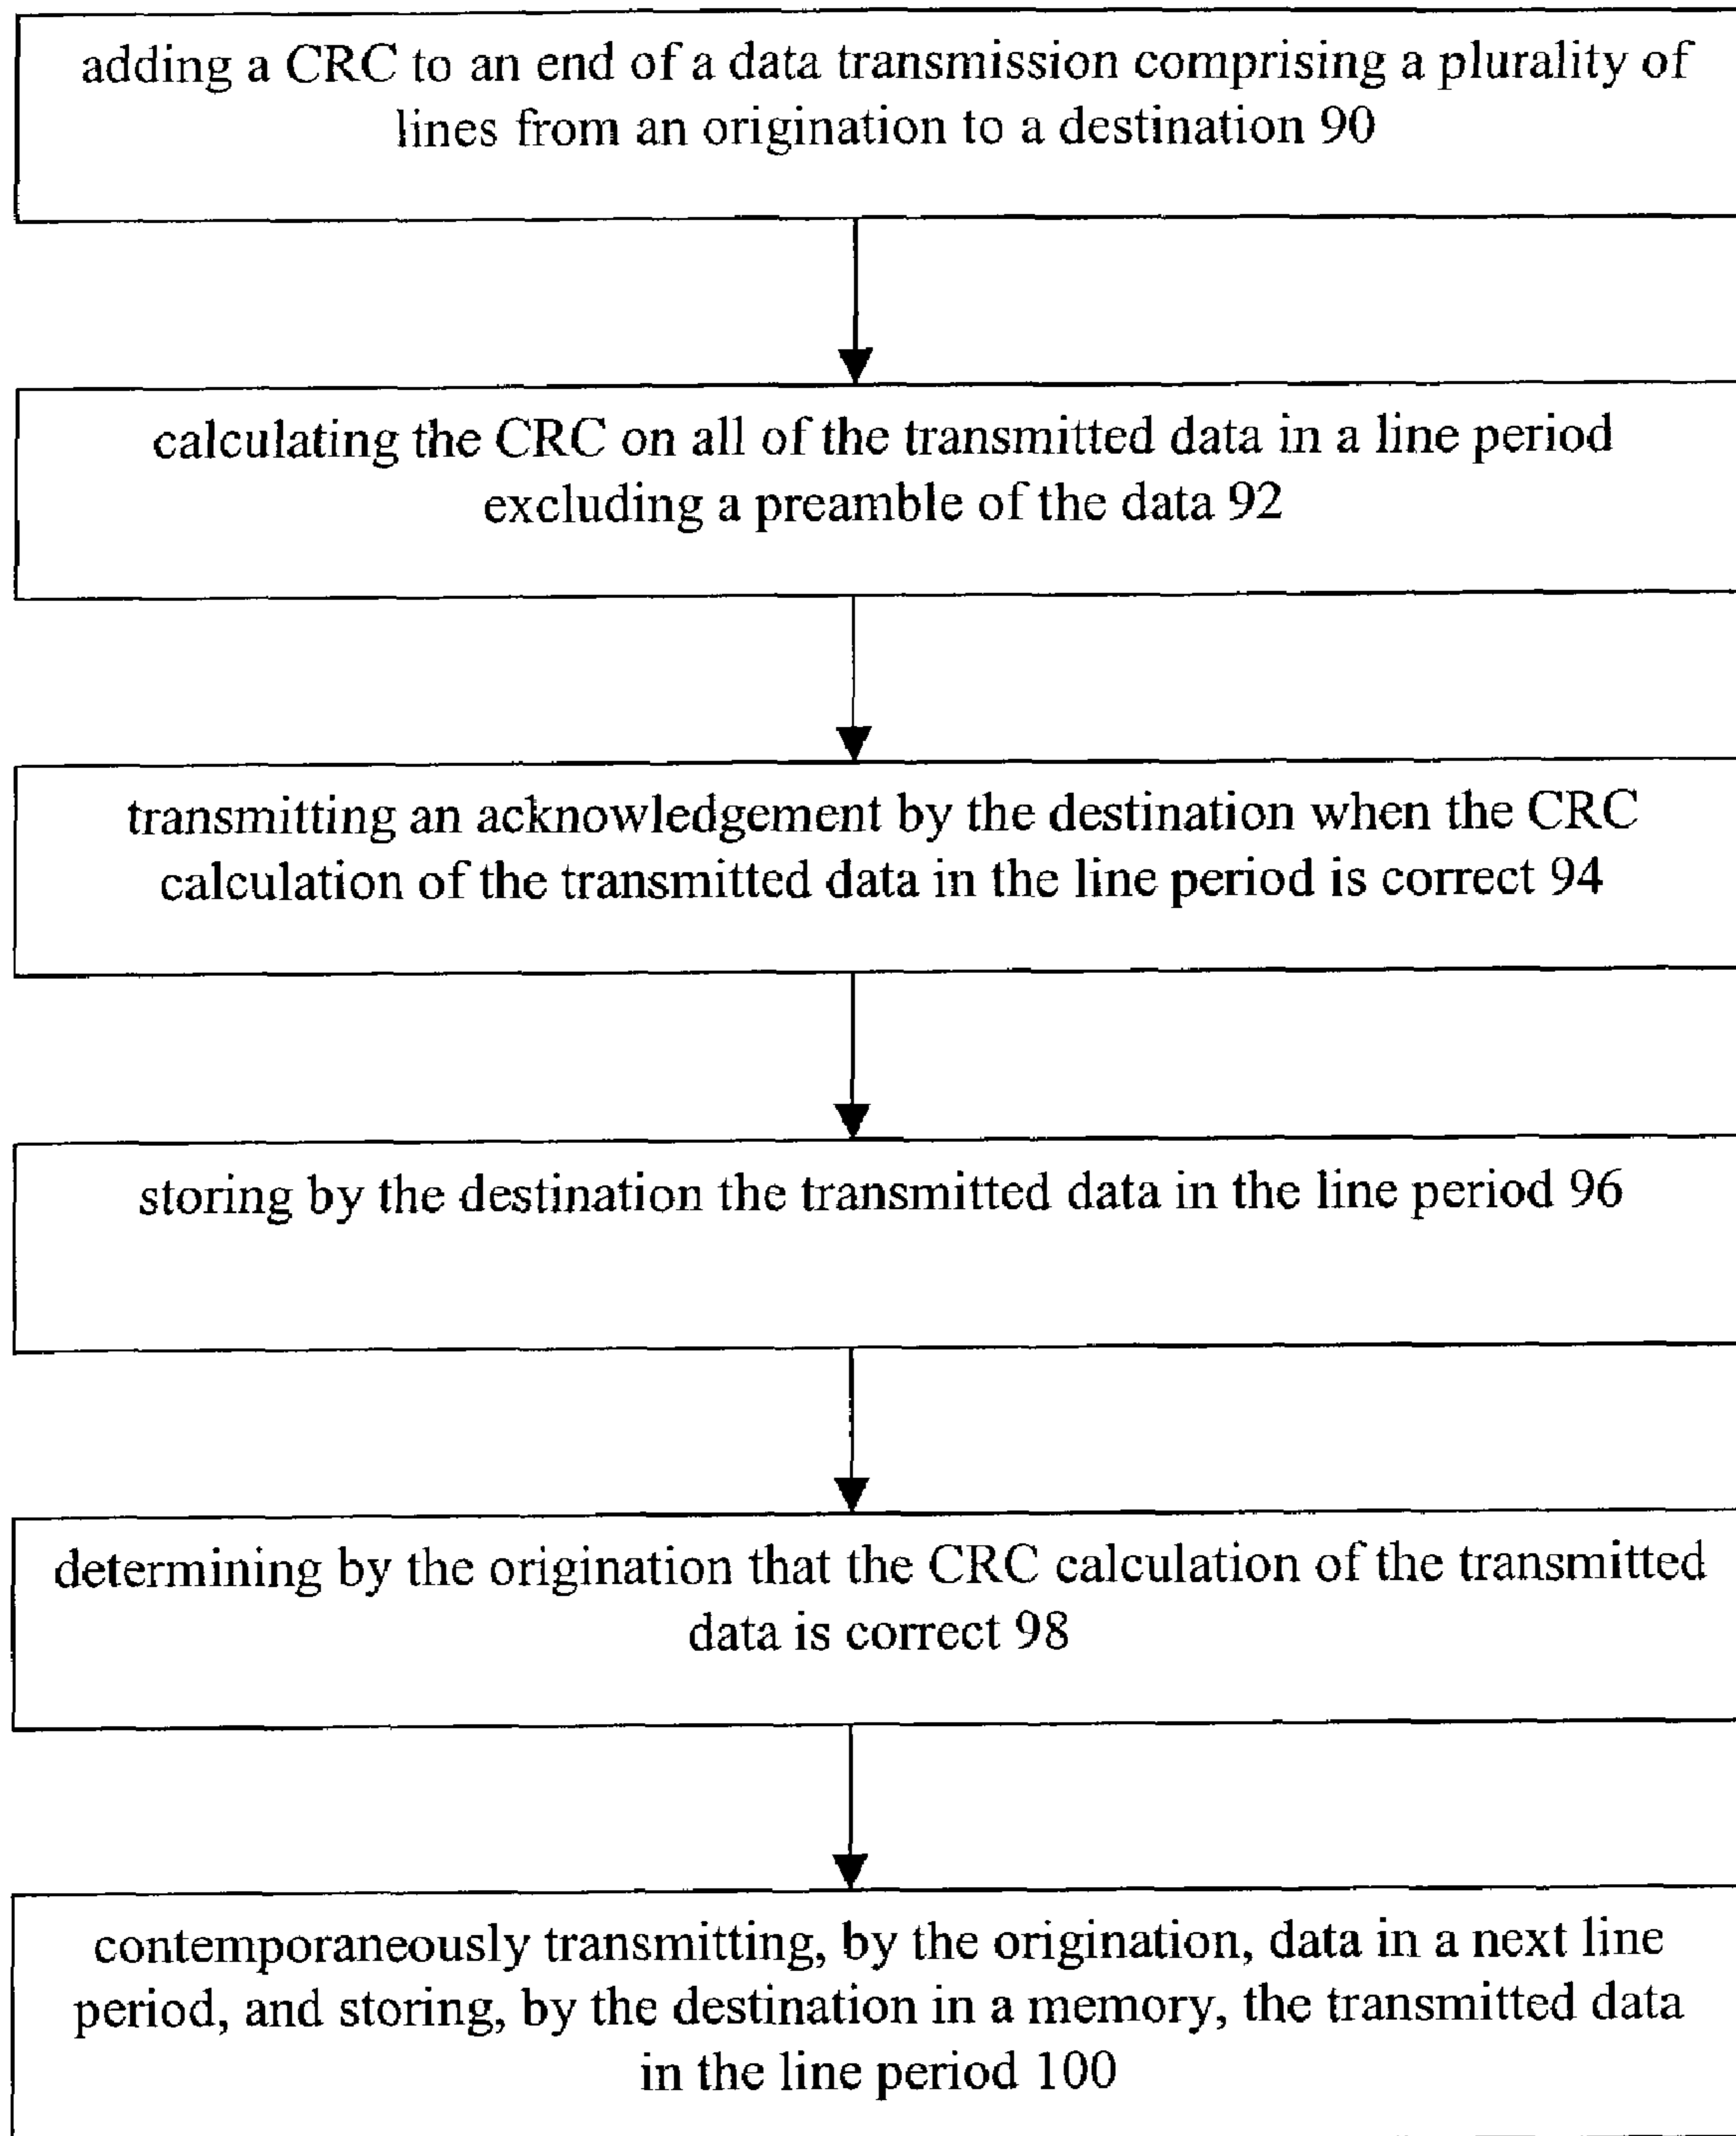 adding a CRC to an end of a data transmission comprising a plurality of
lines from an origination to a destination 90
calculating the CRC on all of the transmitted data in a line period
excluding a preamble of the data 92
transmitting an acknowledgement by the destination when the CRC
calculation of the transmitted data in the line period is correct 94
storing by the destination the transmitted data in the line period 96
determining by the origination that the CRC calculation of the transmitted
data is correct 98
contemporaneously transmitting, by the origination, data in a next line
period, and storing, by the destination in a memory, the transmitted data
in the line period 100